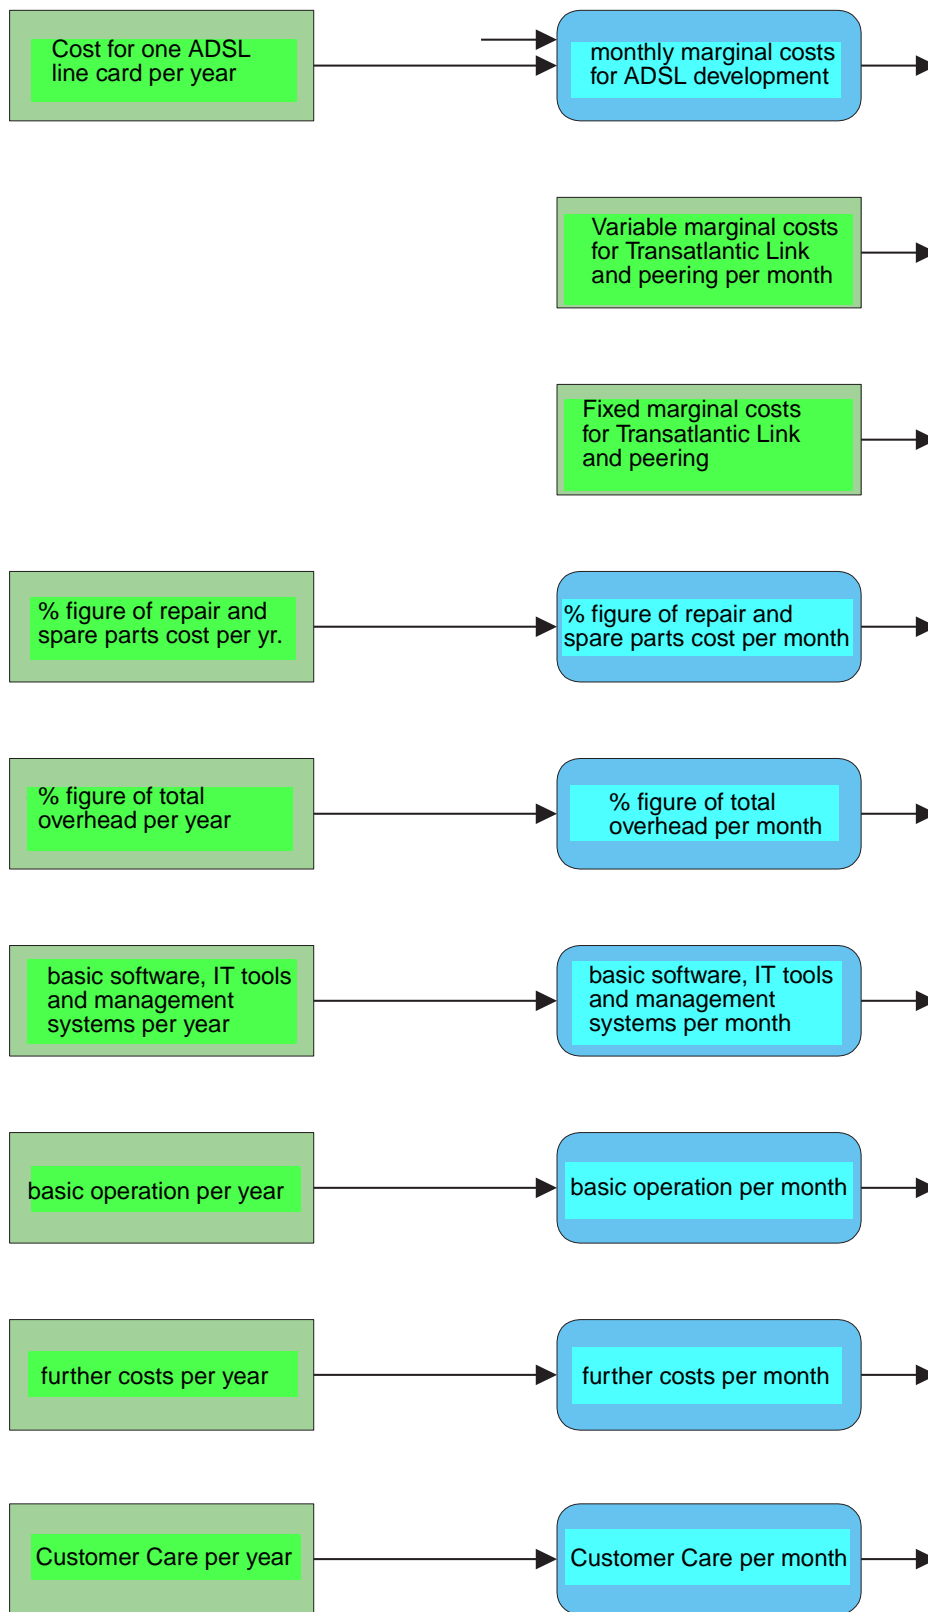 Cost for one ADSL
line card per year
monthly marginal costs
for ADSL development
Variable marginal costs
for Transatlantic Link
and peering per month
Fixed marginal costs
for Transatlantic Link
and peering
% figure of repair and
spare parts cost per yr.
% figure of repair and
spare parts cost per month
% figure of total
overhead per year
% figure of total
overhead per month
basic software, IT tools
and management
systems per year
basic software, IT tools
and management
systems per month
basic operation per year
basic operation per month
further costs per year
further costs per month
Customer Care per year
Customer Care per month